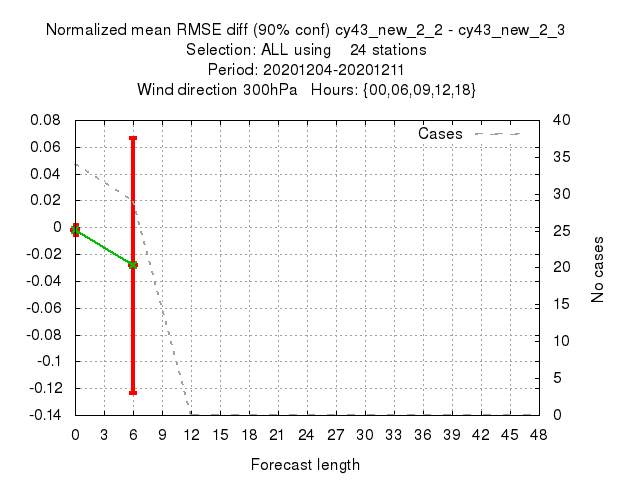 Normalized mean RMSE diff (90% conf) cy43_new_2_2 - cy43_new_2_3
Selection: ALL using    24 stations
Period: 20201204-20201211
Wind direction 300hPa   Hours: {00,06,09,12,18}
Cases
0.08
0.06
0.04
0.02
0
-0.02
-0.04
-0.06
-0.08
-0.1
-0.12
-0.14
40
35
30
25
20
15
10
5
0
No cases
0 3 6 9 12 15 18 21 24 27 30 33 36 39 42 45 48
Forecast length